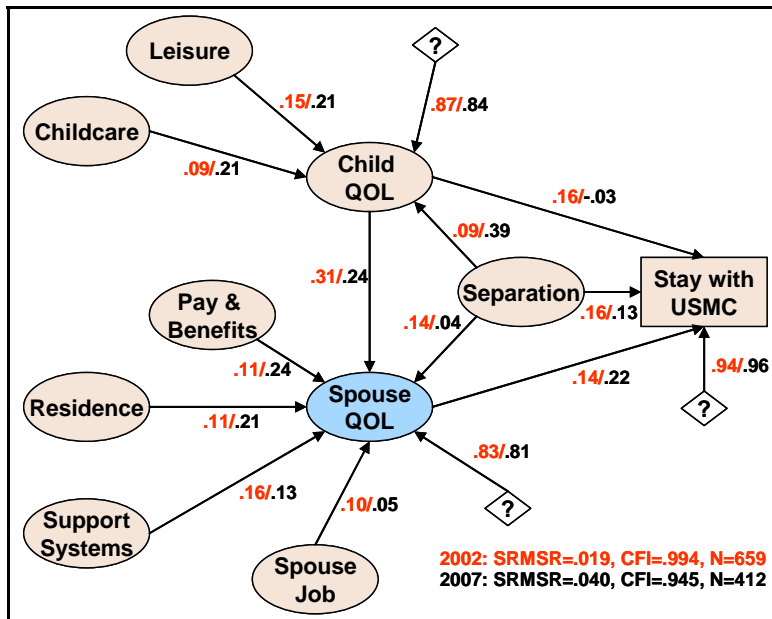 Leisure
?
.15/.21
.87/.84
Childcare
.09/.21
Child
QOL
.16/-.03
.09/.39
.31/.24
Separation
Stay with
USMC
.16/.13
Pay &
Benefits
.14/.04
.11/.24
.94/.96
.14/.22
Residence
.11/.21
Spouse
QOL
?
.83/.81
.16/.13
.10/.05
?
Support
Systems
Spouse
Job
2002: SRMSR=.019, CFI=.994, N=659
2007: SRMSR=.040, CFI=.945, N=412